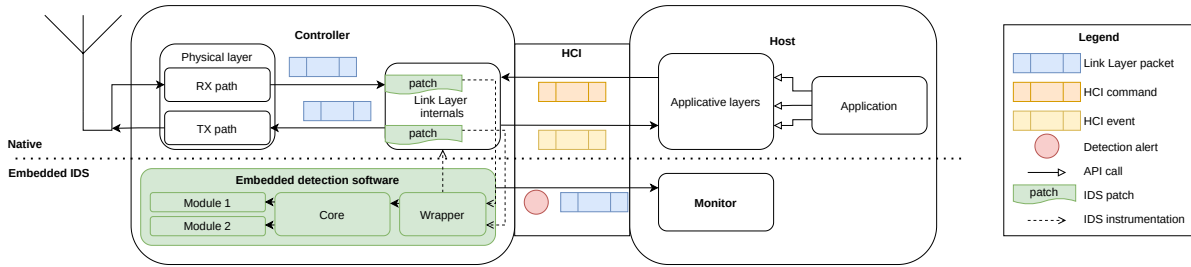 Controller
HCI
Host
Physical layer
RX path
TX path
patch
Link Layer
internals
patch
Applicative layers
Application
Native
Embedded IDS
Embedded detection software
Module 1
Module 2
Core
Wrapper
Monitor
Legend
Link Layer packet
HCI command
HCI event
Detection alert
API call
patch
IDS patch
IDS instrumentation